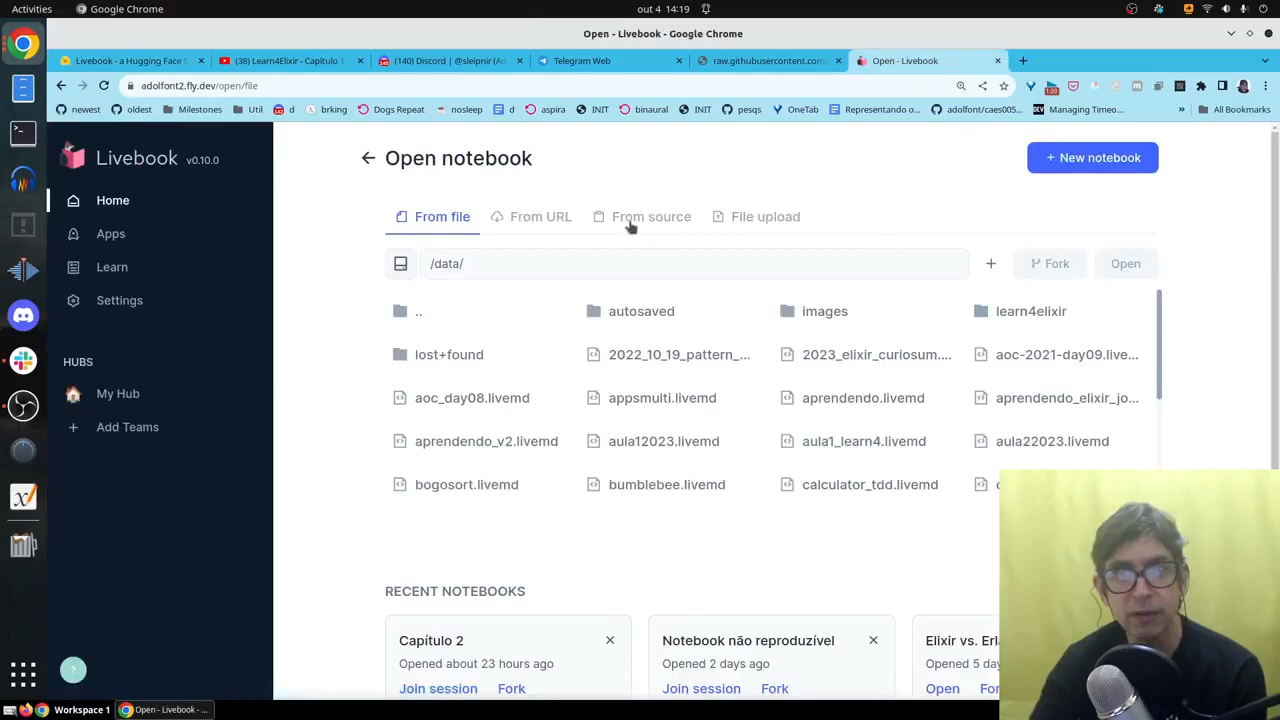 Activities
Google Chrome
out 4 14:19
Open - Livebook - Google Chrome
Livebook - a Hugging Face S
(38) Learn4Elixir - Capítulo 1
(140) Discord | @sleipnir | A
Telegram Web
raw.githubusercontent.com
Open - Livebook
adolfont2.fly.dev/open/file
1.00
newest
oldest
Milestones
Util
d
brking
Dogs Repeat
nosleep
d
aspira
INIT
binaural
INIT
pesqs
OneTab
Representando o...
adolfont/caes005...
Managing Timeo...
»
All Bookmarks
Livebook v0.10.0
Home
Apps
Learn
Settings
HUBS
My Hub
+ Add Teams
?
Open notebook
+ New notebook
From file
From URL
From source
File upload
/data/
+
Fork
Open
..
autosaved
images
learn4elixir
lost+found
2022_10_19_pattern_...
2023_elixir_curiosum....
aoc-2021-day09.live...
aoc_day08.livemd
appsmulti.livemd
aprendendo.livemd
aprendendo_elixir_jo...
aprendendo_v2.livemd
aula12023.livemd
aula1_learn4.livemd
aula22023.livemd
bogosort.livemd
bumblebee.livemd
calculator_tdd.livemd
RECENT NOTEBOOKS
Capítulo 2
Opened about 23 hours ago
Join session
Fork
Notebook não reproduzível
Opened 2 days ago
Join session
Fork
Elixir vs. Erl
Opened 5 day
Open
For
Workspace 1
Open - Livebook - ...